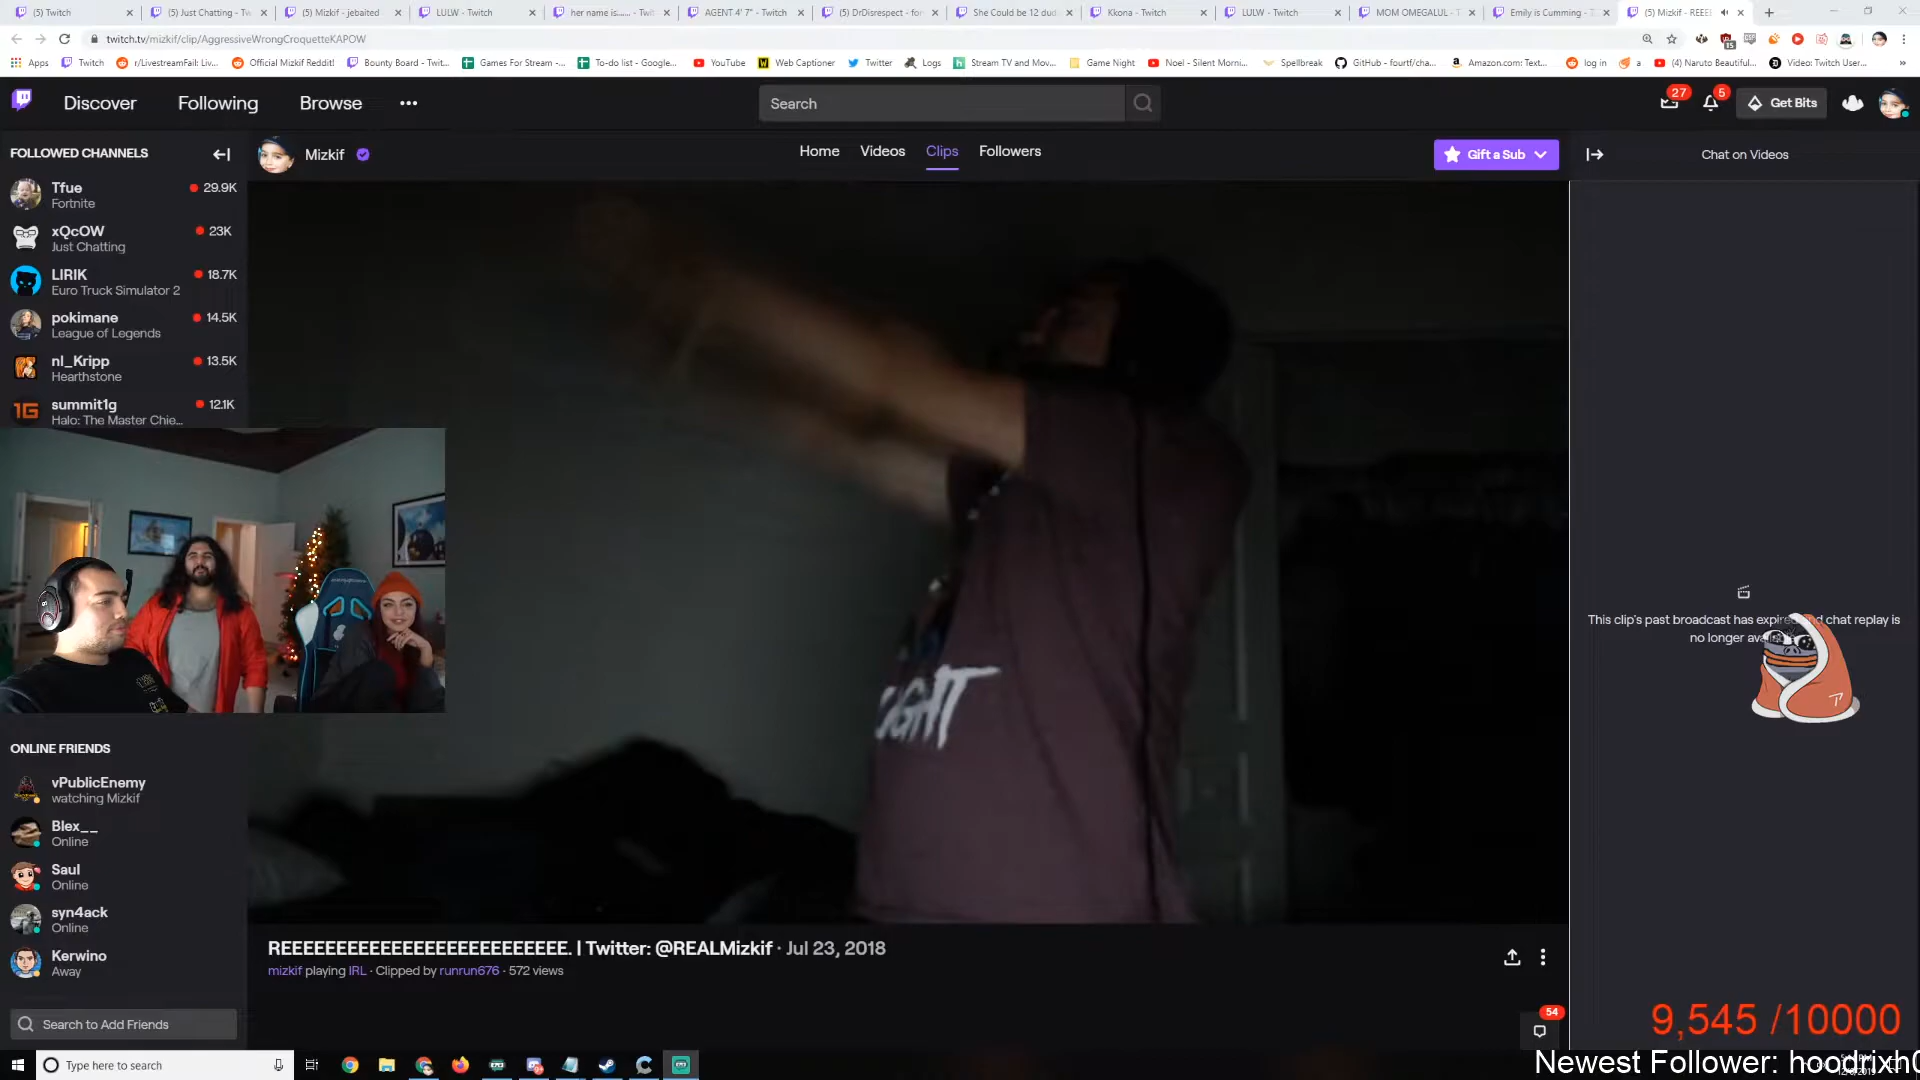 (5) Twitch
(5) Just Chatting - Tw
(5) Mizkif - jebaited
LULW - Twitch
her name is...... - Twit
AGENT 4' 7" - Twitch
(5) DrDisrespect - for
She Could be 12 dud
Kkona - Twitch
LULW - Twitch
MOM OMEGALUL - T
Emily is Cumming - T
(5) Mizkif - REEE
twitch.tv/mizkif/clip/AggressiveWrongCroquetteKAPOW
15
Apps
Twitch
r/LivestreamFail: Liv...
Official Mizkif Reddit!
Bounty Board - Twit...
Games For Stream -...
To-do list - Google...
YouTube
Web Captioner
Twitter
Logs
Stream TV and Mov...
Game Night
Noel - Silent Morni...
Spellbreak
GitHub - fourtf/cha...
Amazon.com: Text...
log in
a
(4) Naruto Beautiful...
Video: Twitch User...
Discover
Following
Browse
Search
27
5
Get Bits
FOLLOWED CHANNELS
Mizkif
Home
Videos
Clips
Followers
Gift a Sub
Chat on Videos
Tfue
29.9K
Fortnite
xQcOW
23K
Just Chatting
LIRIK
18.7K
Euro Truck Simulator 2
pokimane
14.5K
League of Legends
nl_Kripp
13.5K
Hearthstone
summit1g
12.1K
Halo: The Master Chie...
1G
UGHT
This clip's past broadcast has expire d chat replay is
no longer ava
ONLINE FRIENDS
vPublicEnemy
watching Mizkif
Blex__
Online
Saul
Online
syn4ack
Online
Kerwino
Away
Search to Add Friends
REEEEEEEEEEEEEEEEEEEEEEEEEE. | Twitter: @REALMizkif · Jul 23, 2018
mizkif playing IRL · Clipped by runrun676 · 572 views
54
9,545 /10000
Newest Follower: hoodrixh0
Type here to search